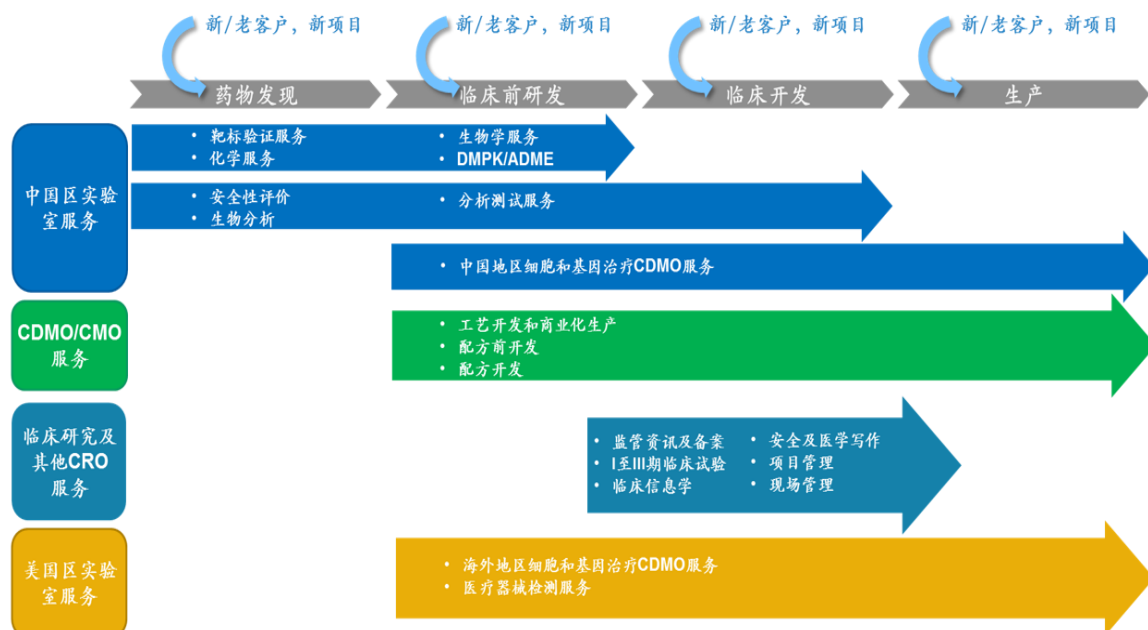 新/老客户，新项目
新/老客户，新项目
新/老客户，新项目
新/老客户，新项目
药物发现
临床前研发
临床开发
生产
中国区实验
室服务
• 靶标验证服务
• 化学服务
• 生物学服务
• DMPK/ADME
• 安全性评价
• 生物分析
• 分析测试服务
• 中国地区细胞和基因治疗CDMO服务
CDMO/CMO
服务
• 工艺开发和商业化生产
• 配方前开发
• 配方开发
临床研究及
其他CRO
服务
• 监管资讯及备案
• I至III期临床试验
• 临床信息学
• 安全及医学写作
• 项目管理
• 现场管理
美国区实验
室服务
• 海外地区细胞和基因治疗CDMO服务
• 医疗器械检测服务